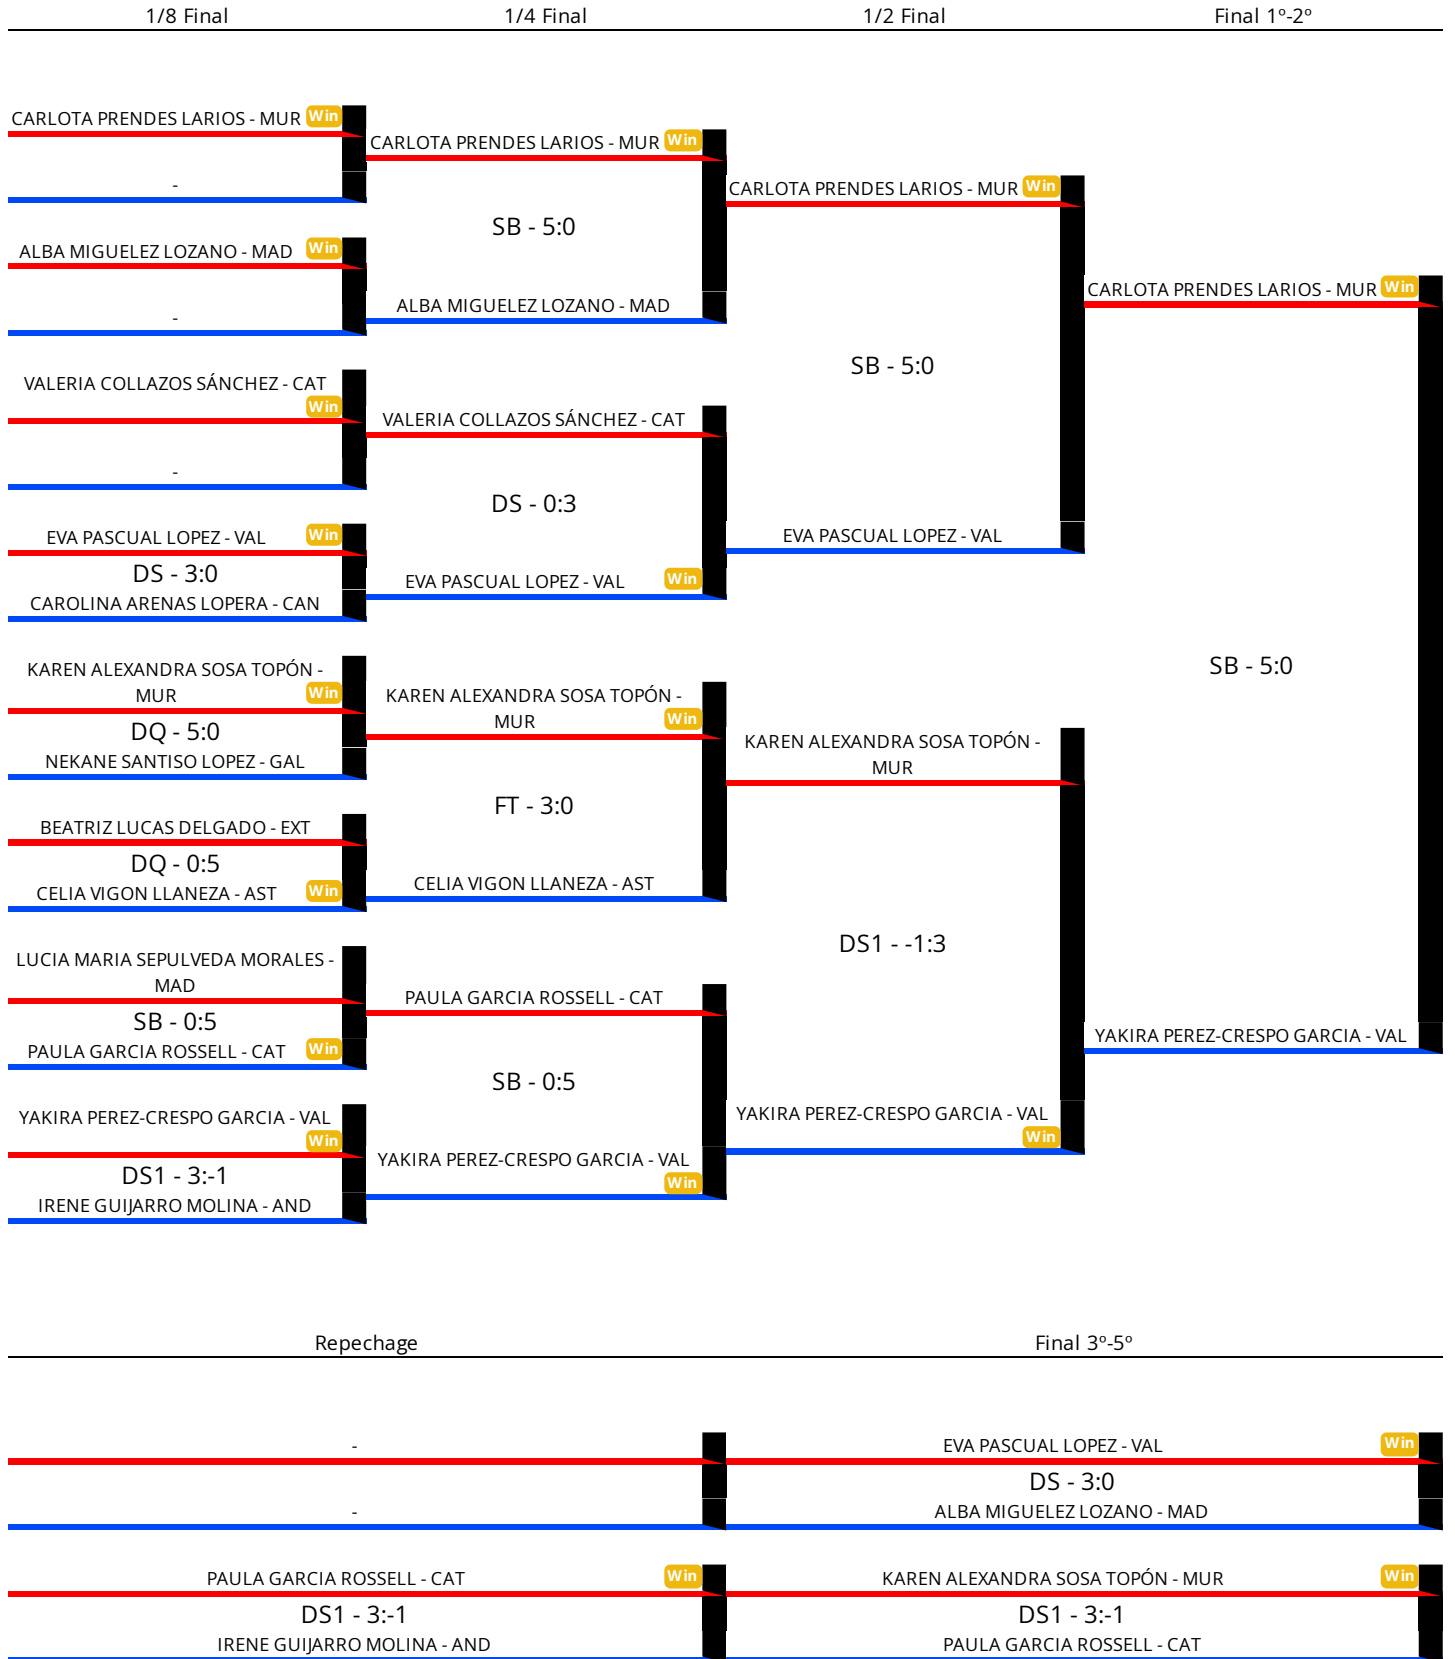 1/8 Final
1/4 Final
1/2 Final
Final 1º-2º
CARLOTA PRENDES LARIOS - MUR
Win
-
ALBA MIGUELEZ LOZANO - MAD
Win
-
VALERIA COLLAZOS SÁNCHEZ - CAT
Win
-
EVA PASCUAL LOPEZ - VAL
Win
DS - 3:0
CAROLINA ARENAS LOPERA - CAN
KAREN ALEXANDRA SOSA TOPÓN -
MUR
Win
DQ - 5:0
NEKANE SANTISO LOPEZ - GAL
BEATRIZ LUCAS DELGADO - EXT
DQ - 0:5
CELIA VIGON LLANEZA - AST
Win
LUCIA MARIA SEPULVEDA MORALES -
MAD
SB - 0:5
PAULA GARCIA ROSSELL - CAT
Win
YAKIRA PEREZ-CRESPO GARCIA - VAL
Win
DS1 - 3:-1
IRENE GUIJARRO MOLINA - AND
CARLOTA PRENDES LARIOS - MUR
Win
SB - 5:0
ALBA MIGUELEZ LOZANO - MAD
VALERIA COLLAZOS SÁNCHEZ - CAT
DS - 0:3
EVA PASCUAL LOPEZ - VAL
Win
KAREN ALEXANDRA SOSA TOPÓN -
MUR
Win
FT - 3:0
CELIA VIGON LLANEZA - AST
PAULA GARCIA ROSSELL - CAT
SB - 0:5
YAKIRA PEREZ-CRESPO GARCIA - VAL
Win
CARLOTA PRENDES LARIOS - MUR
Win
SB - 5:0
EVA PASCUAL LOPEZ - VAL
KAREN ALEXANDRA SOSA TOPÓN -
MUR
DS1 - -1:3
YAKIRA PEREZ-CRESPO GARCIA - VAL
Win
CARLOTA PRENDES LARIOS - MUR
Win
SB - 5:0
YAKIRA PEREZ-CRESPO GARCIA - VAL
Repechage
Final 3º-5º
-
-
PAULA GARCIA ROSSELL - CAT
Win
DS1 - 3:-1
IRENE GUIJARRO MOLINA - AND
EVA PASCUAL LOPEZ - VAL
Win
DS - 3:0
ALBA MIGUELEZ LOZANO - MAD
KAREN ALEXANDRA SOSA TOPÓN - MUR
Win
DS1 - 3:-1
PAULA GARCIA ROSSELL - CAT